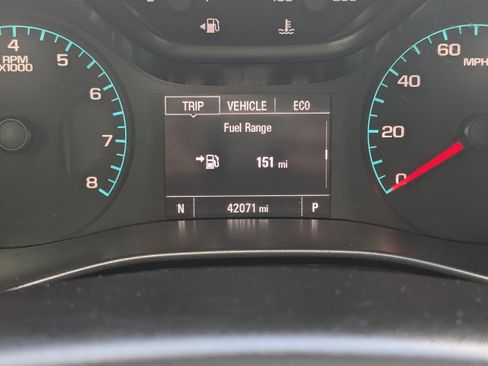 4
5
6
7
8
RPM
X1000
TRIP VEHICLE ECO
Fuel Range
151 mi
N 42071 mi P
60
MPH
40
20
0